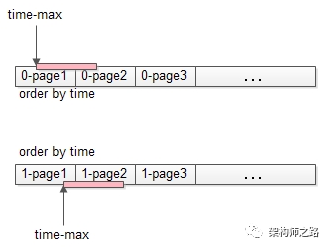 time-max
0-page1 0-page2 0-page3 ...
order by time
order by time
1-page1 1-page2 1-page3 ...
time-max
架构师之路